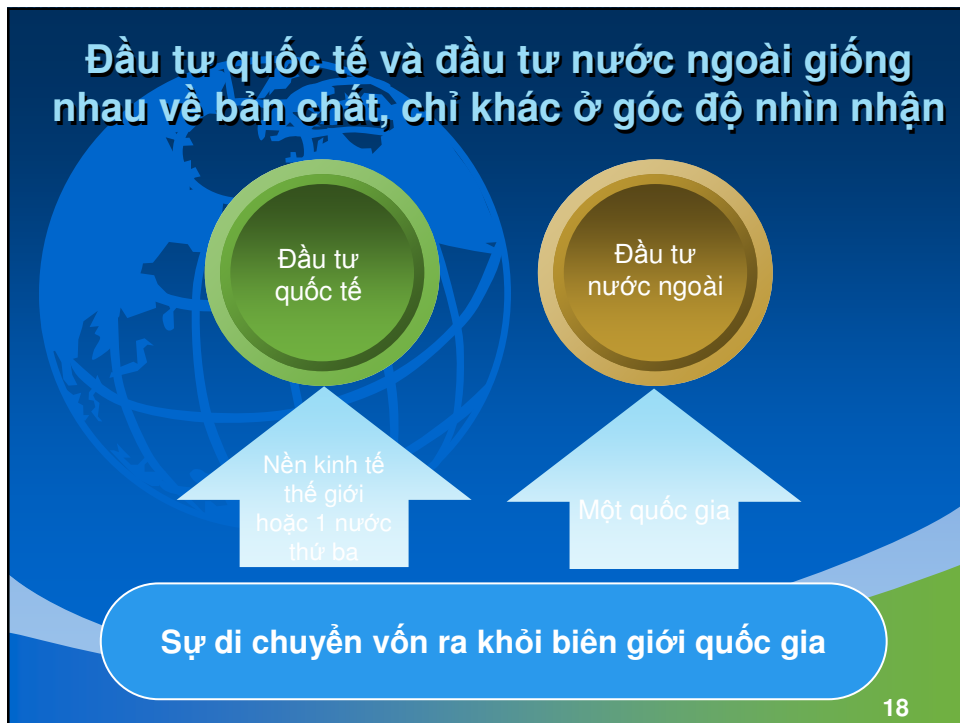 Đầu tư quốc tế và đầu tư nước ngoài giống
nhau về bản chất, chỉ khác ở góc độ nhìn nhận
Đầu tư
quốc tế
Đầu tư
nước ngoài
Nền kinh tế
thế giới
hoặc 1 nước
thứ ba
Một quốc gia
Sự di chuyển vốn ra khỏi biên giới quốc gia
18